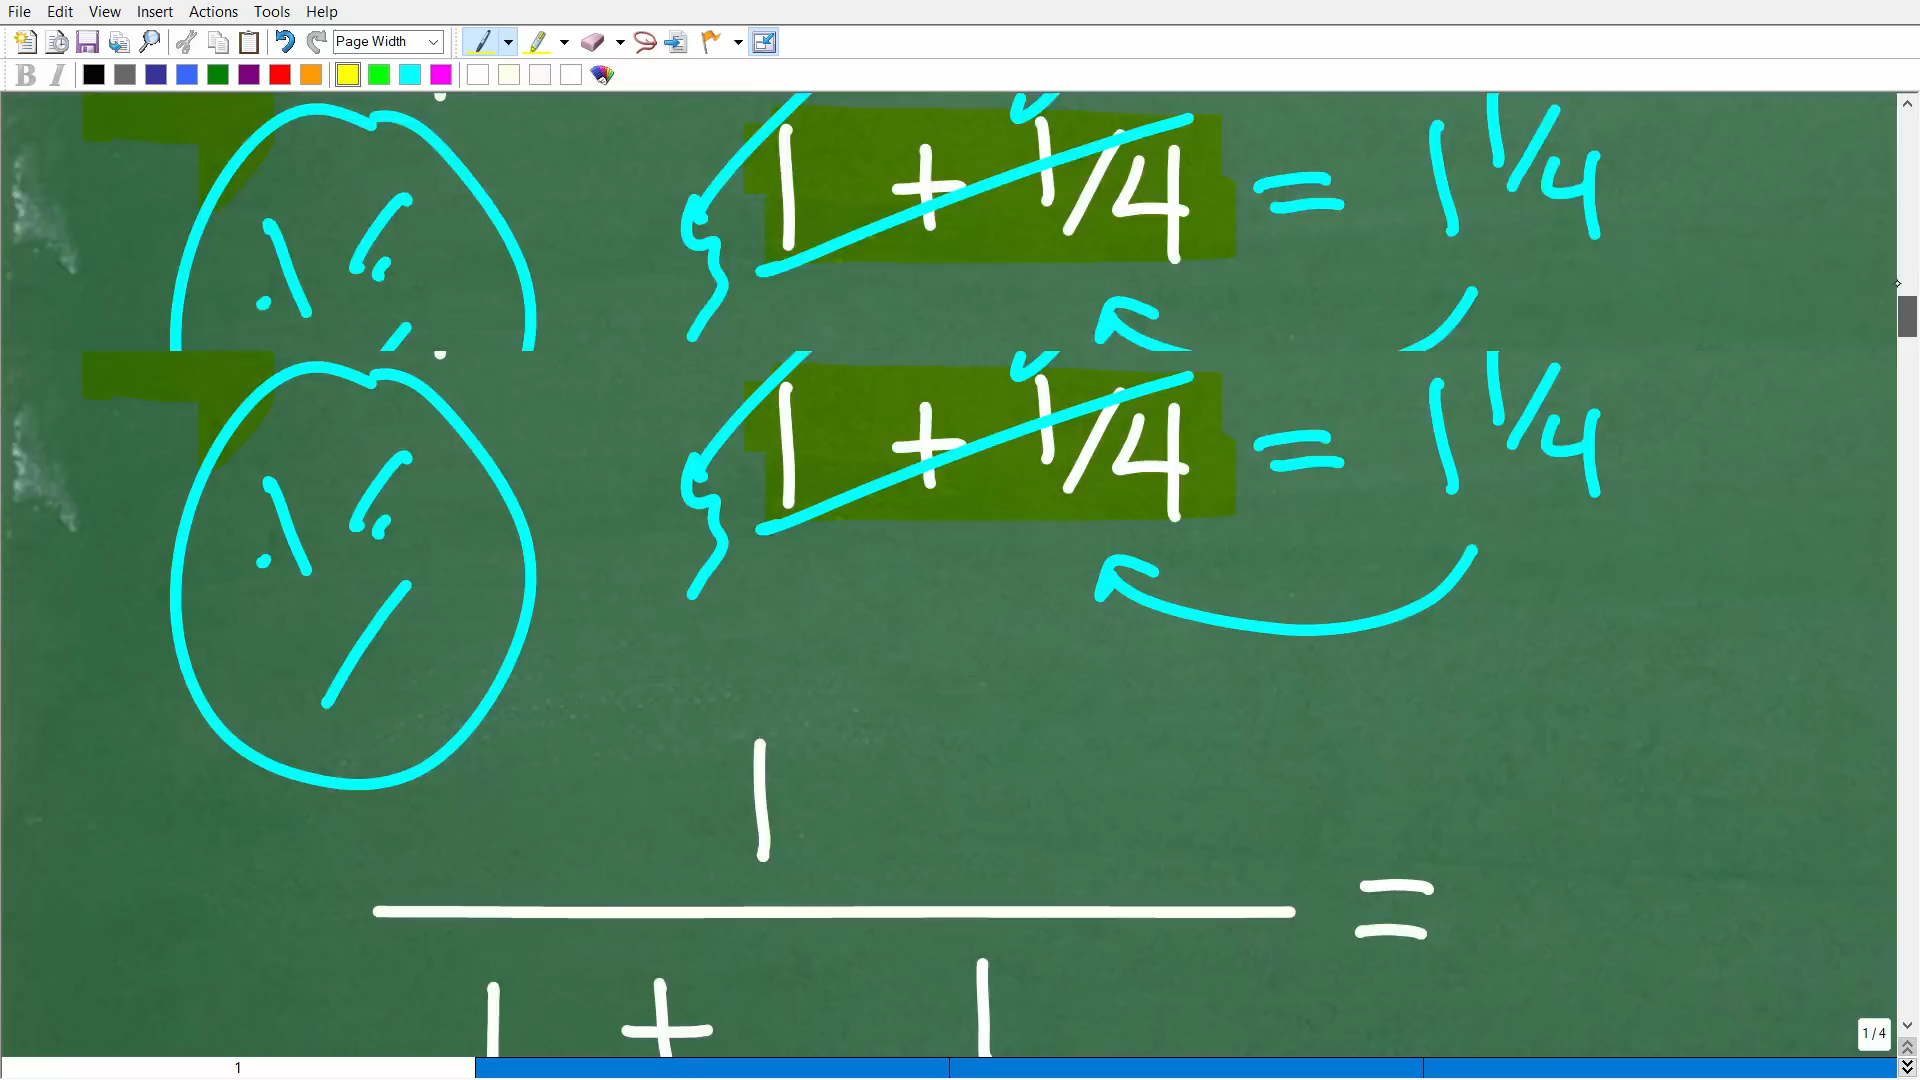 File Edit View Insert Actions Tools Help
Page Width
B I
1 + 1/4 = 1 1/4
1 + 1/4 = 1 1/4
1
=
1 + 1
1 / 4
1